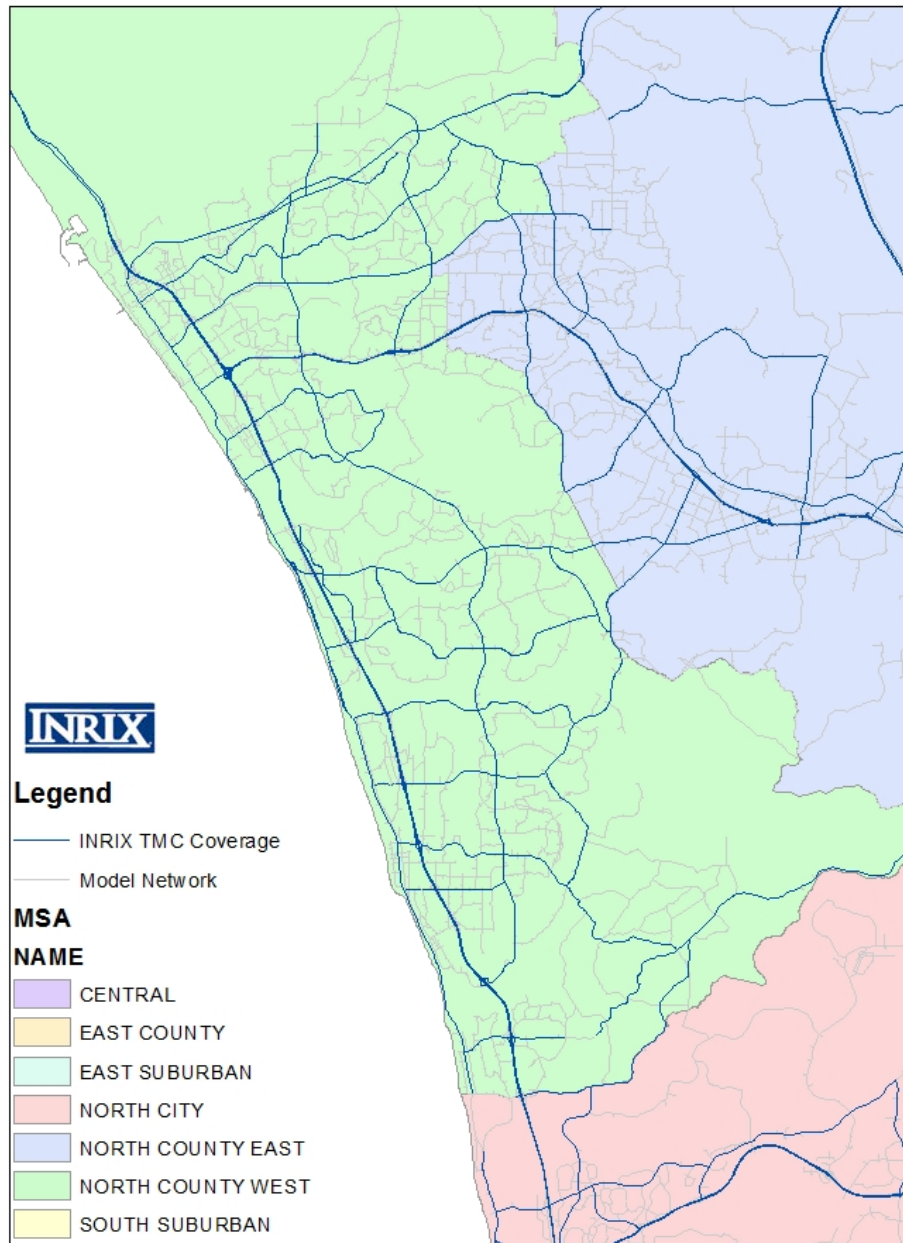 INRIX
Legend
INRIX TMC Coverage
Model Network
MSA
NAME
CENTRAL
EAST COUNTY
EAST SUBURBAN
NORTH CITY
NORTH COUNTY EAST
NORTH COUNTY WEST
SOUTH SUBURBAN